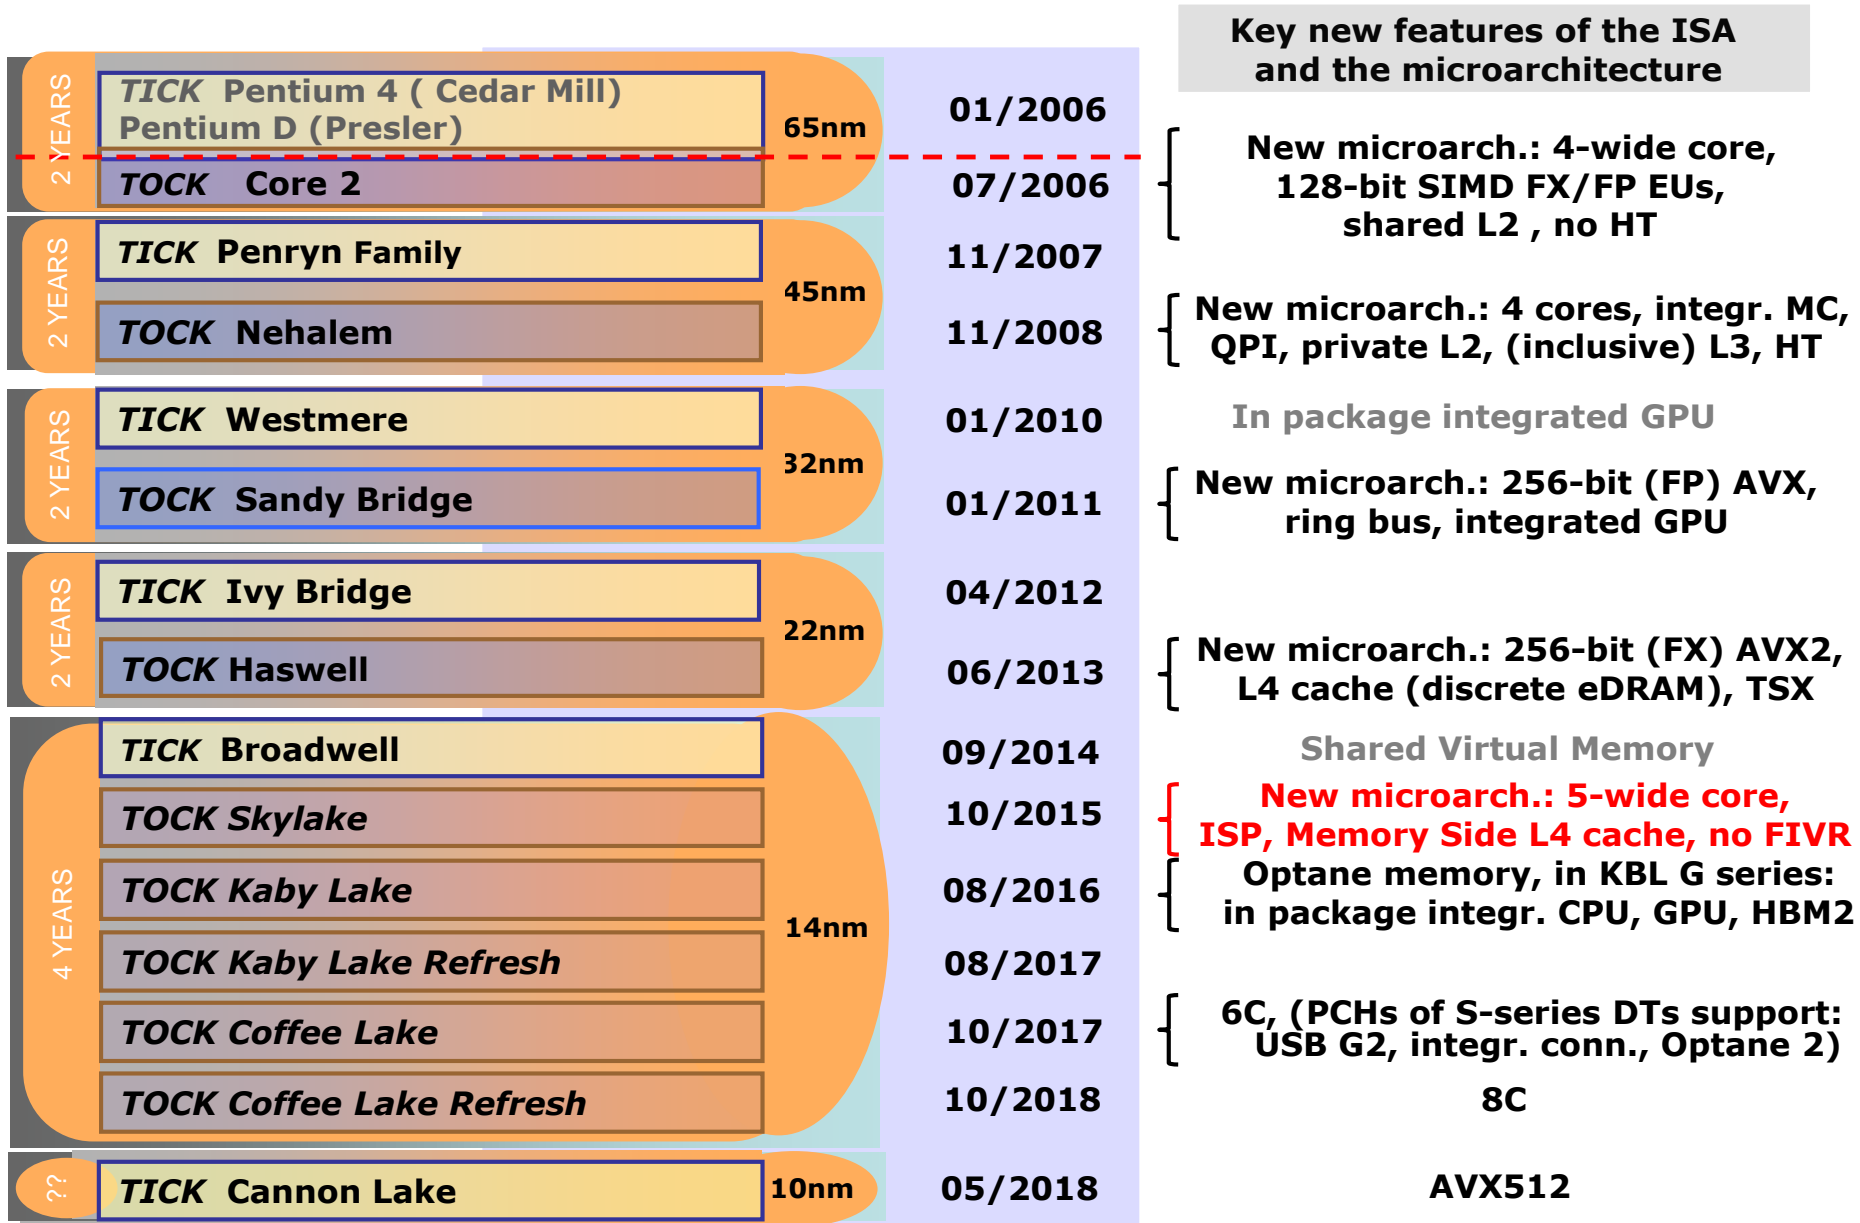 Key new features of the ISA
and the microarchitecture
2 YEARS
TICK Pentium 4 ( Cedar Mill)
Pentium D (Presler)
65nm
01/2006
TOCK Core 2
07/2006
New microarch.: 4-wide core,
128-bit SIMD FX/FP EUs,
shared L2 , no HT
2 YEARS
TICK Penryn Family
45nm
11/2007
TOCK Nehalem
11/2008
New microarch.: 4 cores, integr. MC,
QPI, private L2, (inclusive) L3, HT
2 YEARS
TICK Westmere
32nm
01/2010
In package integrated GPU
TOCK Sandy Bridge
01/2011
New microarch.: 256-bit (FP) AVX,
ring bus, integrated GPU
2 YEARS
TICK Ivy Bridge
22nm
04/2012
TOCK Haswell
06/2013
New microarch.: 256-bit (FX) AVX2,
L4 cache (discrete eDRAM), TSX
4 YEARS
TICK Broadwell
14nm
09/2014
Shared Virtual Memory
TOCK Skylake
10/2015
New microarch.: 5-wide core,
ISP, Memory Side L4 cache, no FIVR
TOCK Kaby Lake
08/2016
Optane memory, in KBL G series:
in package integr. CPU, GPU, HBM2
TOCK Kaby Lake Refresh
08/2017
TOCK Coffee Lake
10/2017
6C, (PCHs of S-series DTs support:
USB G2, integr. conn., Optane 2)
TOCK Coffee Lake Refresh
10/2018
8C
??
TICK Cannon Lake
10nm
05/2018
AVX512